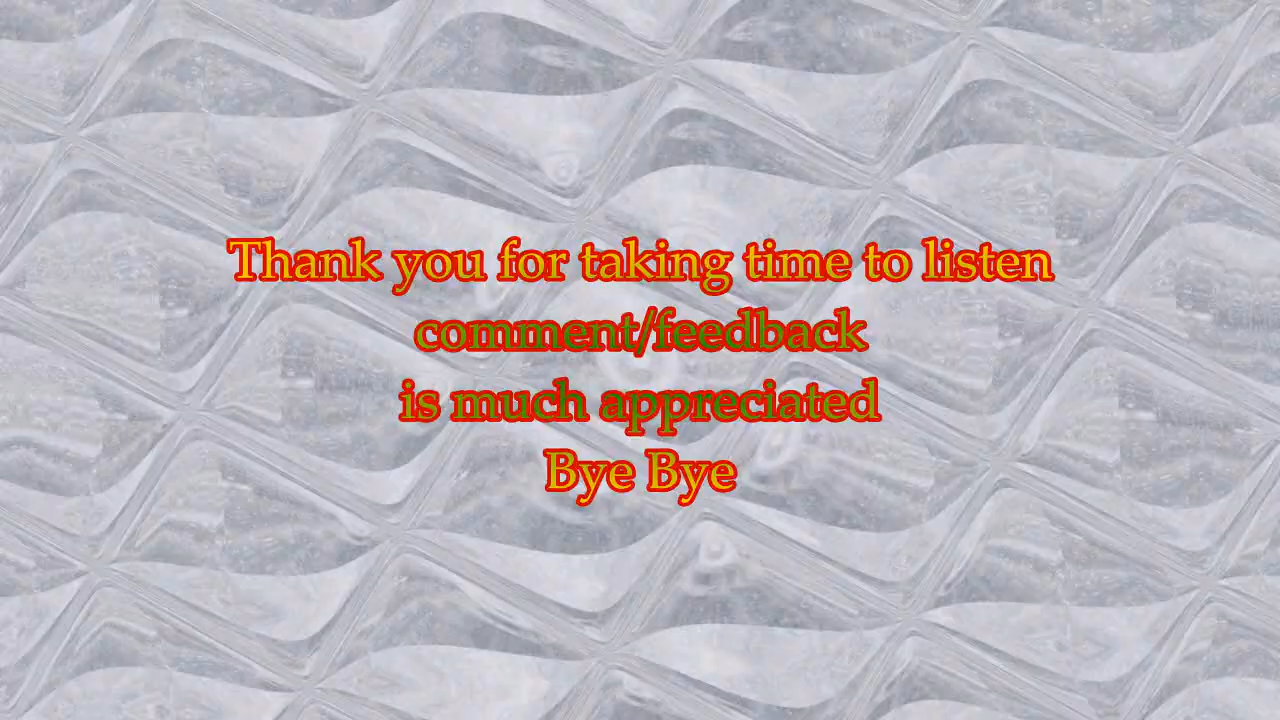 Thank you for taking time to listen
comment/feedback
is much appreciated
Bye Bye